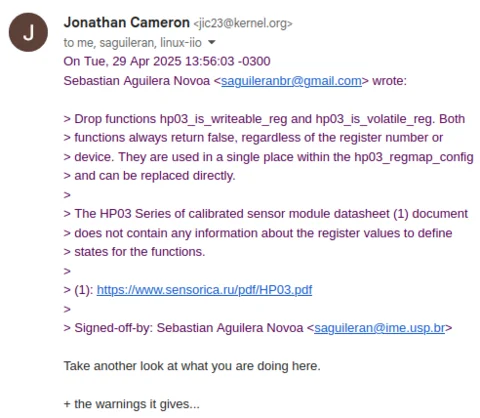 J
Jonathan Cameron <jic23@kernel.org>
to me, saguileran, linux-iio
On Tue, 29 Apr 2025 13:56:03 -0300
Sebastian Aguilera Novoa <saguileranbr@gmail.com> wrote:
> Drop functions hp03_is_writeable_reg and hp03_is_volatile_reg. Both
> functions always return false, regardless of the register number or
> device. They are used in a single place within the hp03_regmap_config
> and can be replaced directly.
>
> The HP03 Series of calibrated sensor module datasheet (1) document
> does not contain any information about the register values to define
> states for the functions.
>
> (1): https://www.sensorica.ru/pdf/HP03.pdf
>
> Signed-off-by: Sebastian Aguilera Novoa <saguileran@ime.usp.br>
Take another look at what you are doing here.
+ the warnings it gives...